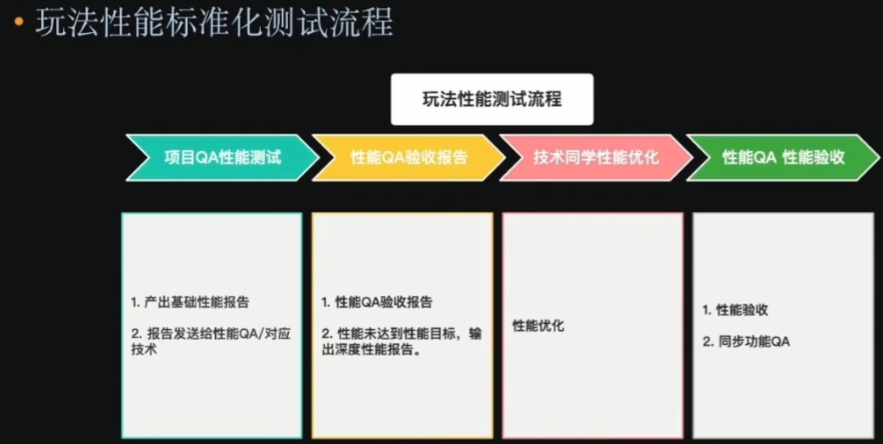 • 玩法性能标准化测试流程
玩法性能测试流程
项目QA性能测试
性能QA验收报告
技术同学性能优化
性能QA 性能验收
1. 产出基础性能报告
2. 报告发送给性能QA/对应
技术
1. 性能QA验收报告
2. 性能未达到性能目标，输
出深度性能报告。
性能优化
1. 性能验收
2. 同步功能QA